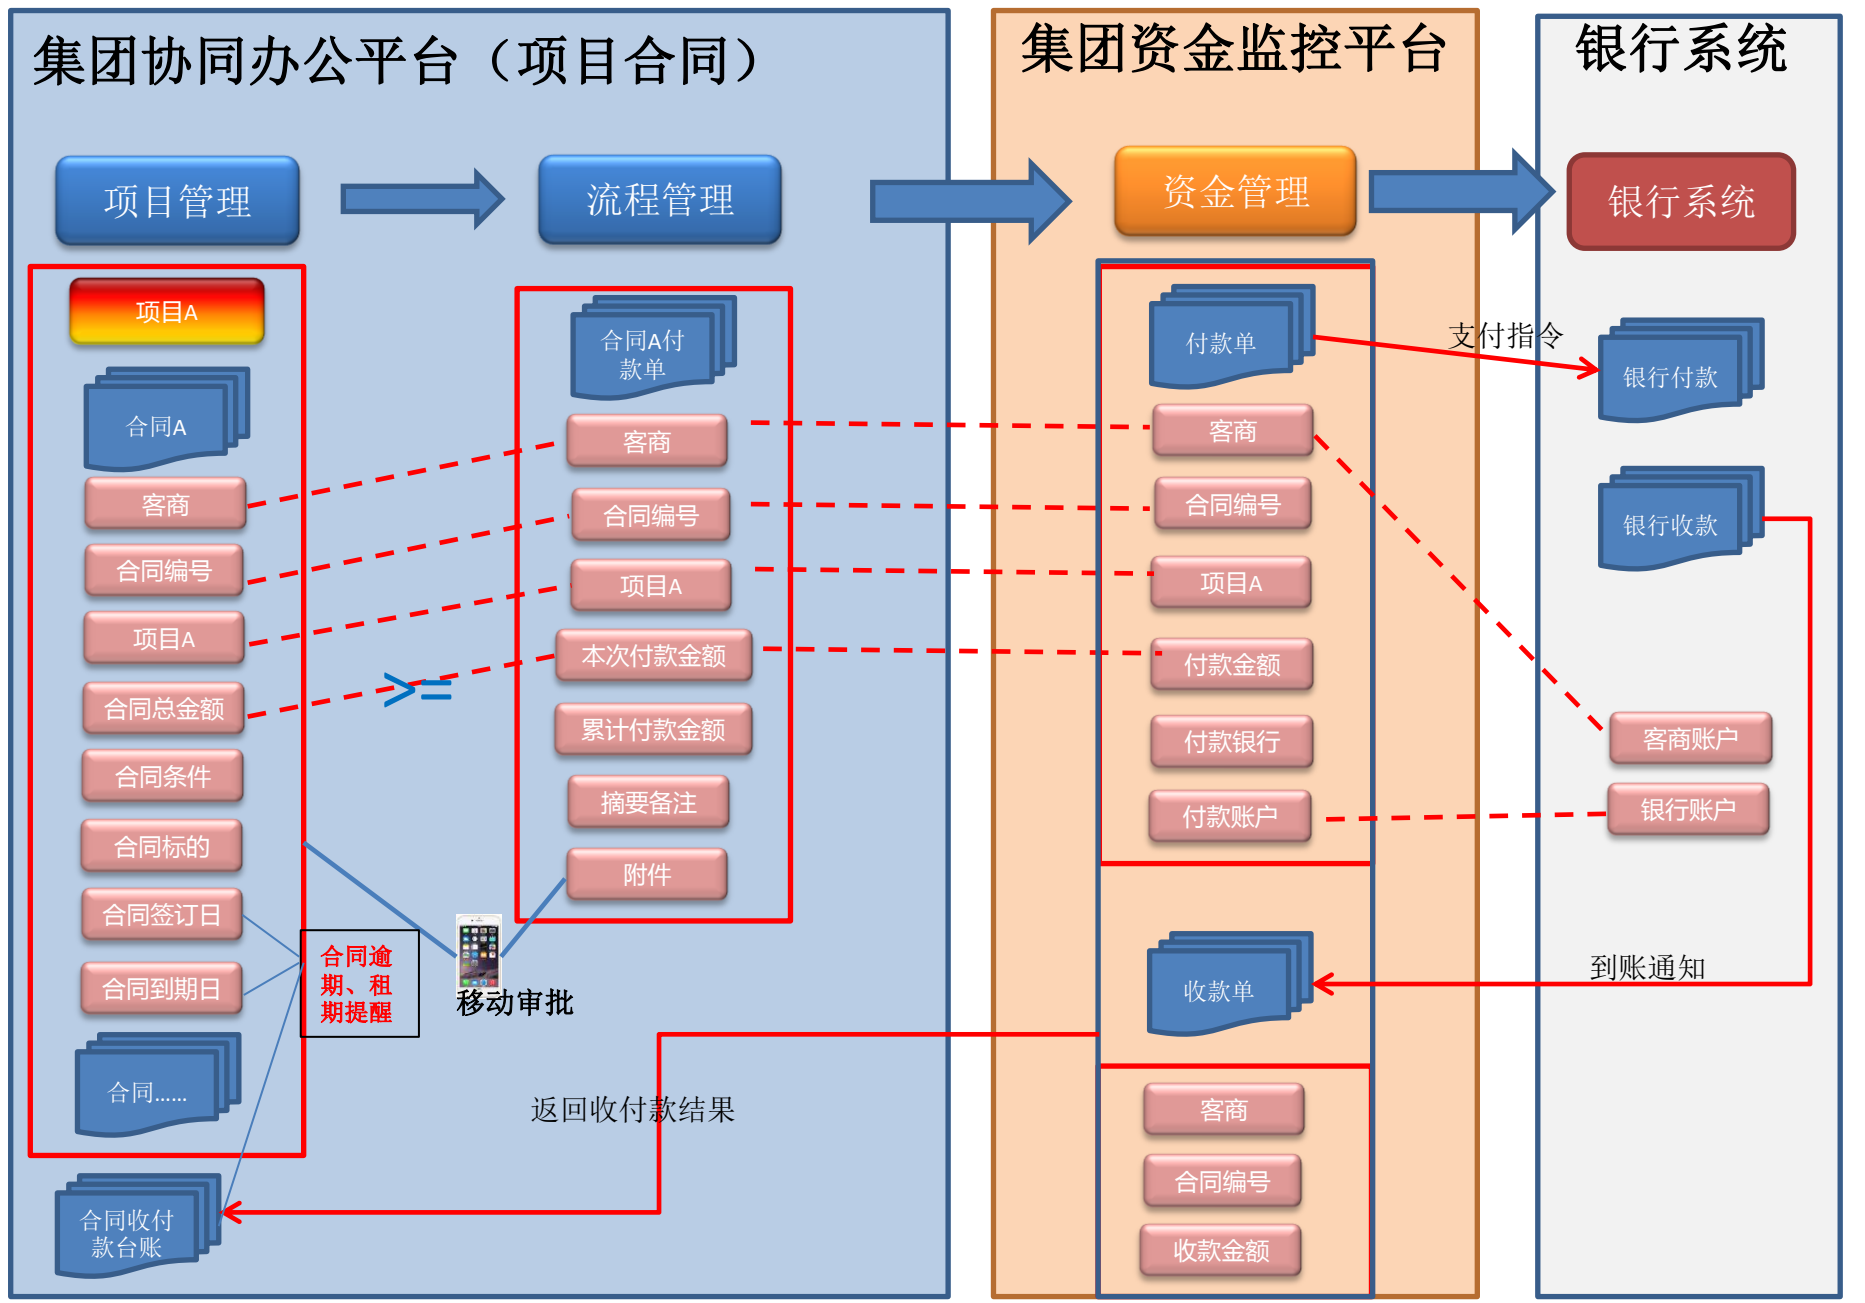 集团协同办公平台（项目合同）
集团资金监控平台
银行系统
项目管理
流程管理
资金管理
银行系统
项目A
合同A
客商
合同编号
项目A
合同总金额
合同条件
合同标的
合同签订日
合同到期日
合同......
合同收付
款台账
合同逾
期、租
期提醒
>=
合同A付
款单
客商
合同编号
项目A
本次付款金额
累计付款金额
摘要备注
附件
移动审批
返回收付款结果
付款单
客商
合同编号
项目A
付款金额
付款银行
付款账户
收款单
客商
合同编号
收款金额
支付指令
银行付款
银行收款
客商账户
银行账户
到账通知